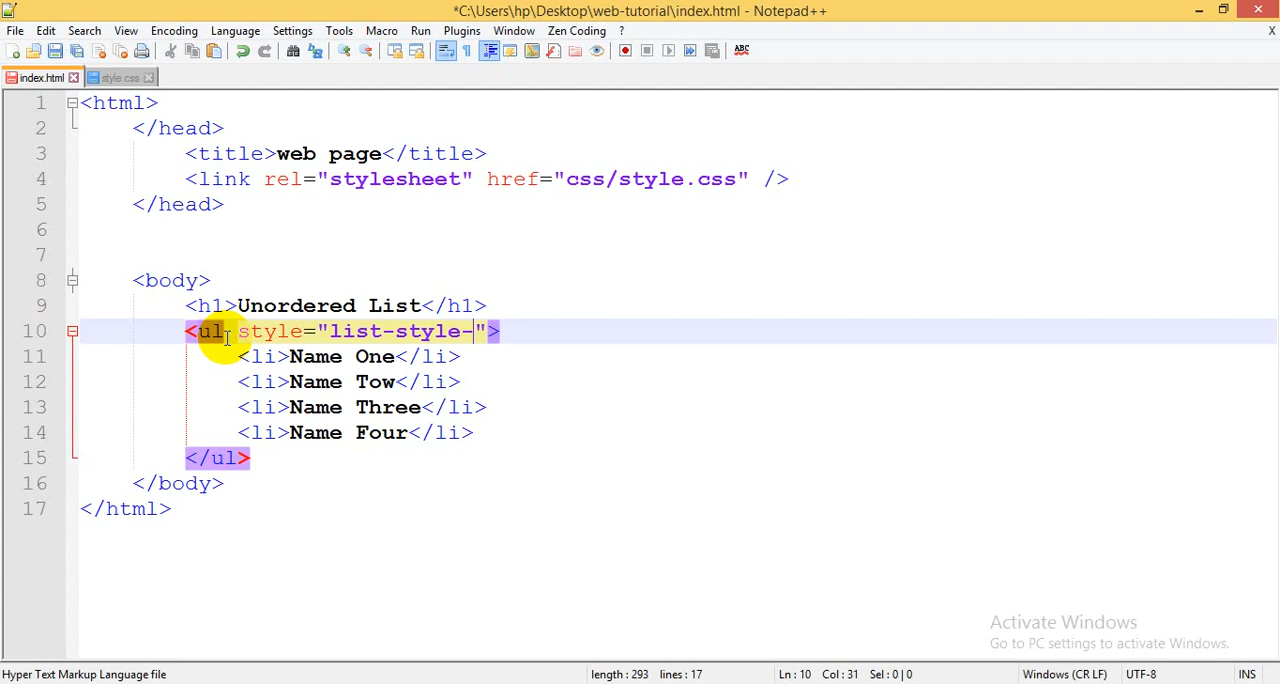 *C:\Users\hp\Desktop\web-tutorial\index.html - Notepad++
File Edit Search View Encoding Language Settings Tools Macro Run Plugins Window Zen Coding ? X
ABC
index.html style.css
1 <html>
2 </head>
3 <title>web page</title>
4 <link rel="stylesheet" href="css/style.css" />
5 </head>
6
7
8 <body>
9 <h1>Unordered List</h1>
10 <ul style="list-style-">
11 <li>Name One</li>
12 <li>Name Tow</li>
13 <li>Name Three</li>
14 <li>Name Four</li>
15 </ul>
16 </body>
17 </html>
Activate Windows
Go to PC settings to activate Windows.
Hyper Text Markup Language file length : 293 lines : 17 Ln : 10 Col : 31 Sel : 0 | 0 Windows (CR LF) UTF-8 INS